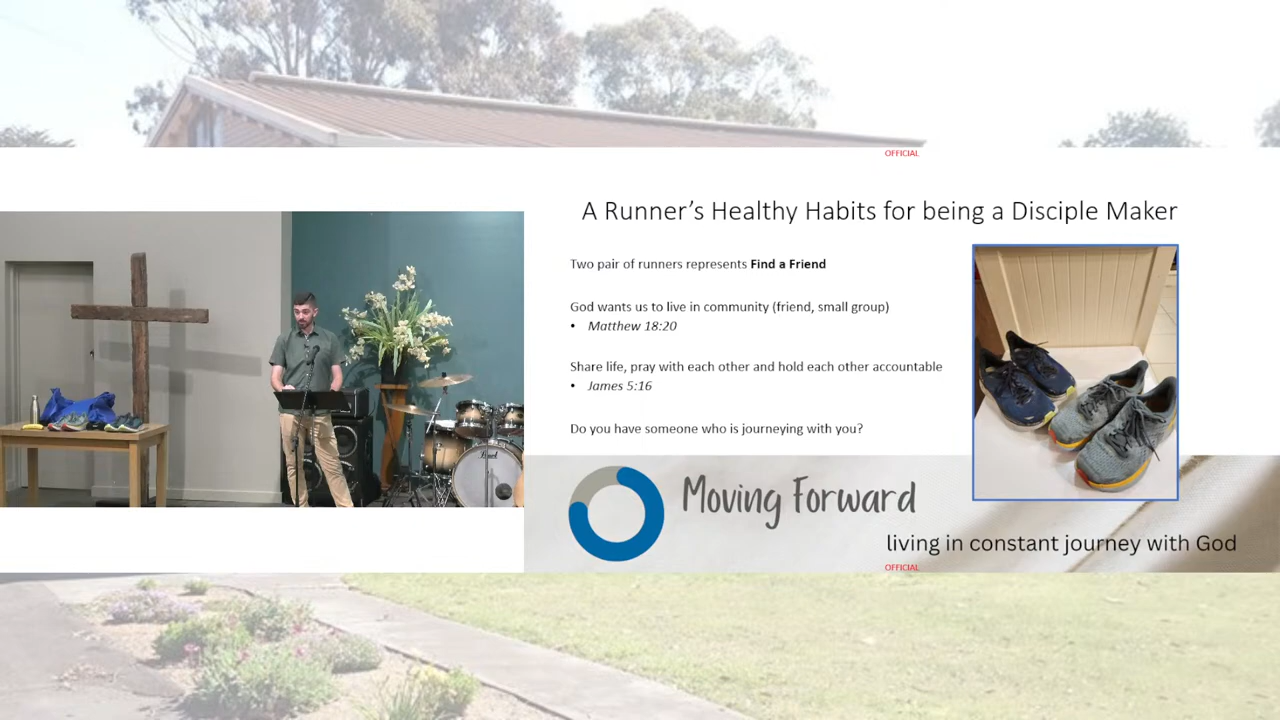 OFFICIAL
A Runner's Healthy Habits for being a Disciple Maker
Two pair of runners represents Find a Friend
God wants us to live in community (friend, small group)
• Matthew 18:20
Share life, pray with each other and hold each other accountable
• James 5:16
Do you have someone who is journeying with you?
Moving Forward
living in constant journey with God
OFFICIAL
Pearl